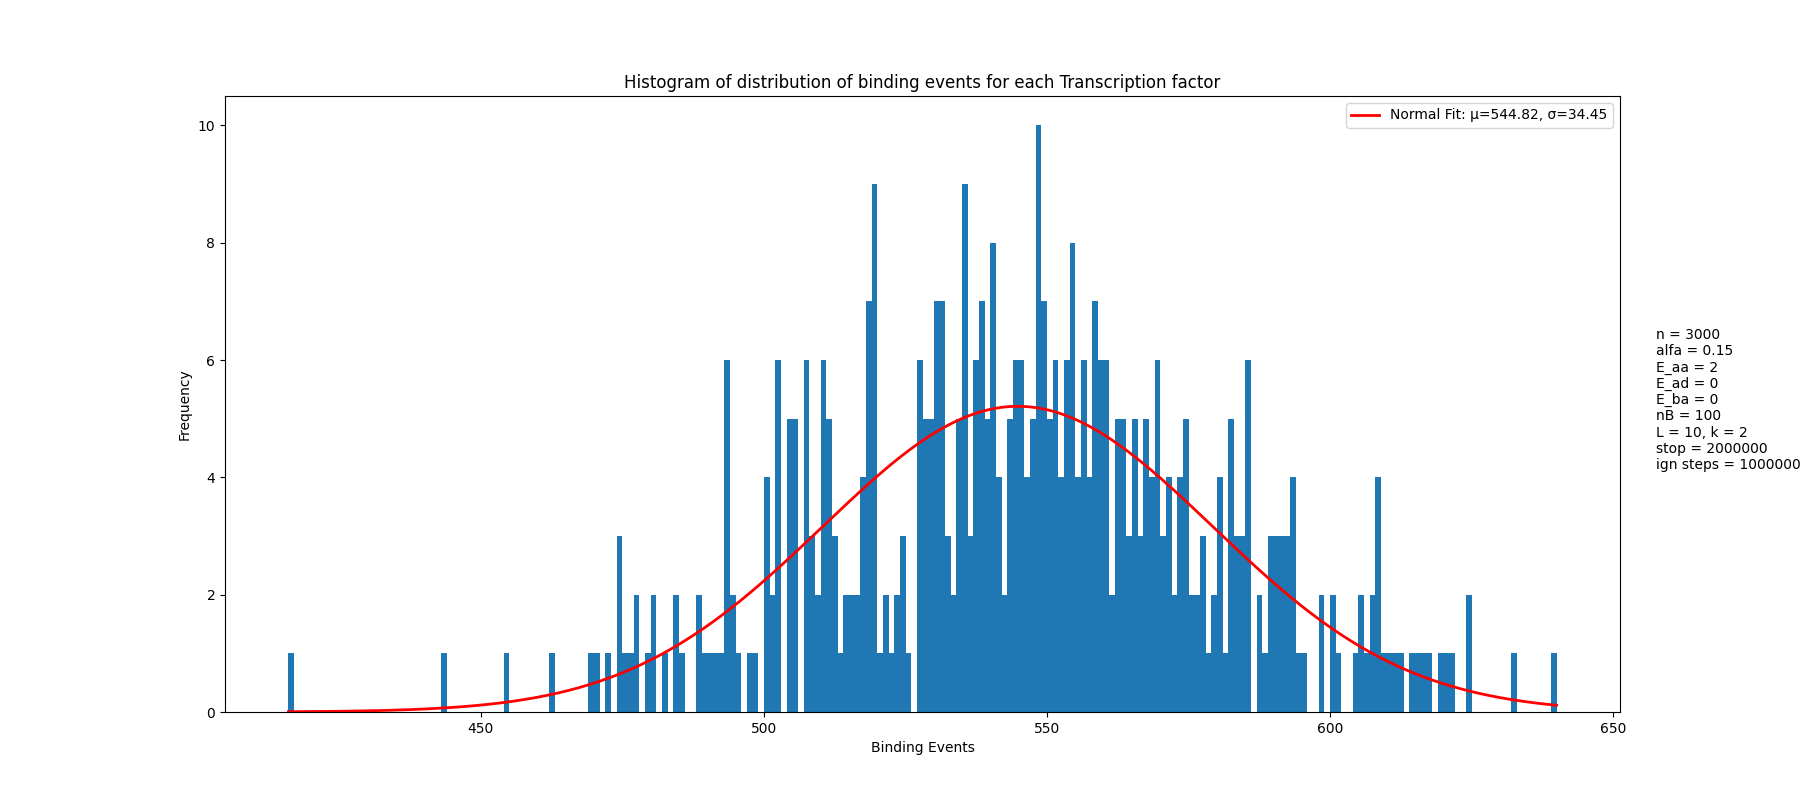 Histogram of distribution of binding events for each Transcription factor
Normal Fit: μ=544.82, σ=34.45
10
8
6
4
2
0
Frequency
450
500
550
600
650
Binding Events
n = 3000
alfa = 0.15
E_aa = 2
E_ad = 0
E_ba = 0
nB = 100
L = 10, k = 2
stop = 2000000
ign steps = 1000000